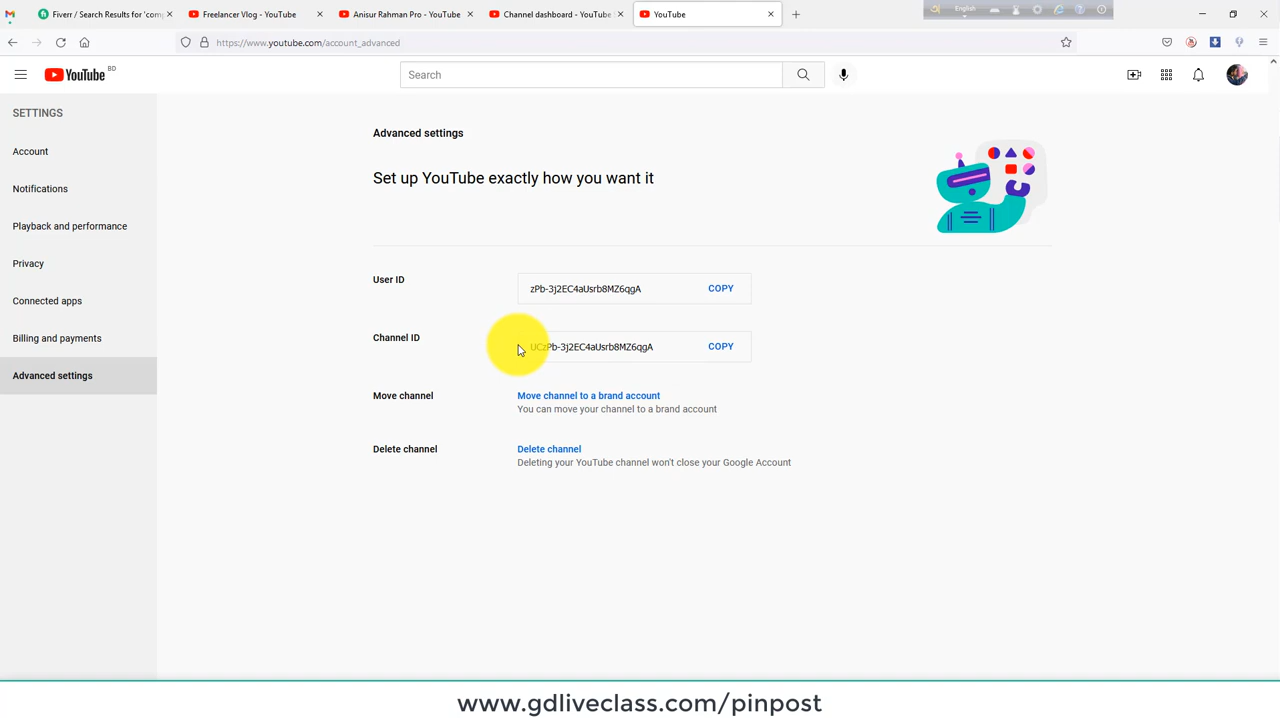 Fiverr / Search Results for 'comp
Freelancer Vlog - YouTube
Anisur Rahman Pro - YouTube
Channel dashboard - YouTube
YouTube
English
https://www.youtube.com/account_advanced
YouTube BD
Search
SETTINGS
Account
Notifications
Playback and performance
Privacy
Connected apps
Billing and payments
Advanced settings
Advanced settings
Set up YouTube exactly how you want it
User ID
zPb-3j2EC4aUsrb8MZ6qgA
COPY
Channel ID
UCzPb-3j2EC4aUsrb8MZ6qgA
COPY
Move channel
Move channel to a brand account
You can move your channel to a brand account
Delete channel
Delete channel
Deleting your YouTube channel won't close your Google Account
www.gdliveclass.com/pinpost